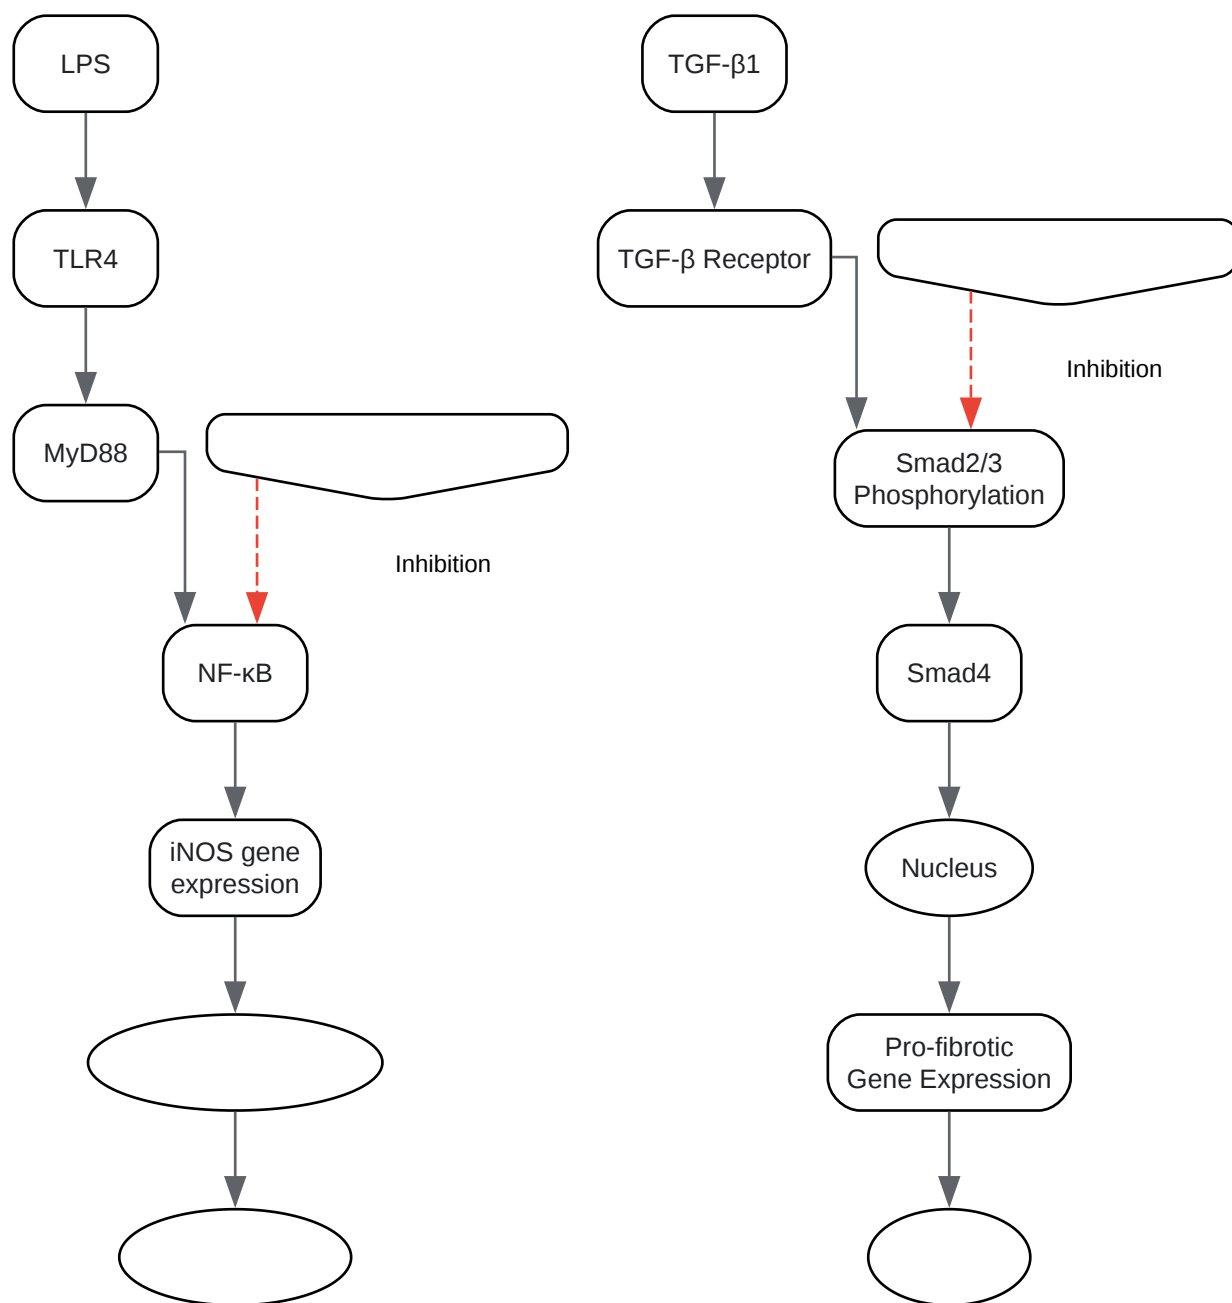 LPS
TLR4
MyD88
Inhibition
NF-κB
iNOS gene
expression
TGF-β1
TGF-β Receptor
Inhibition
Smad2/3
Phosphorylation
Smad4
Nucleus
Pro-fibrotic
Gene Expression